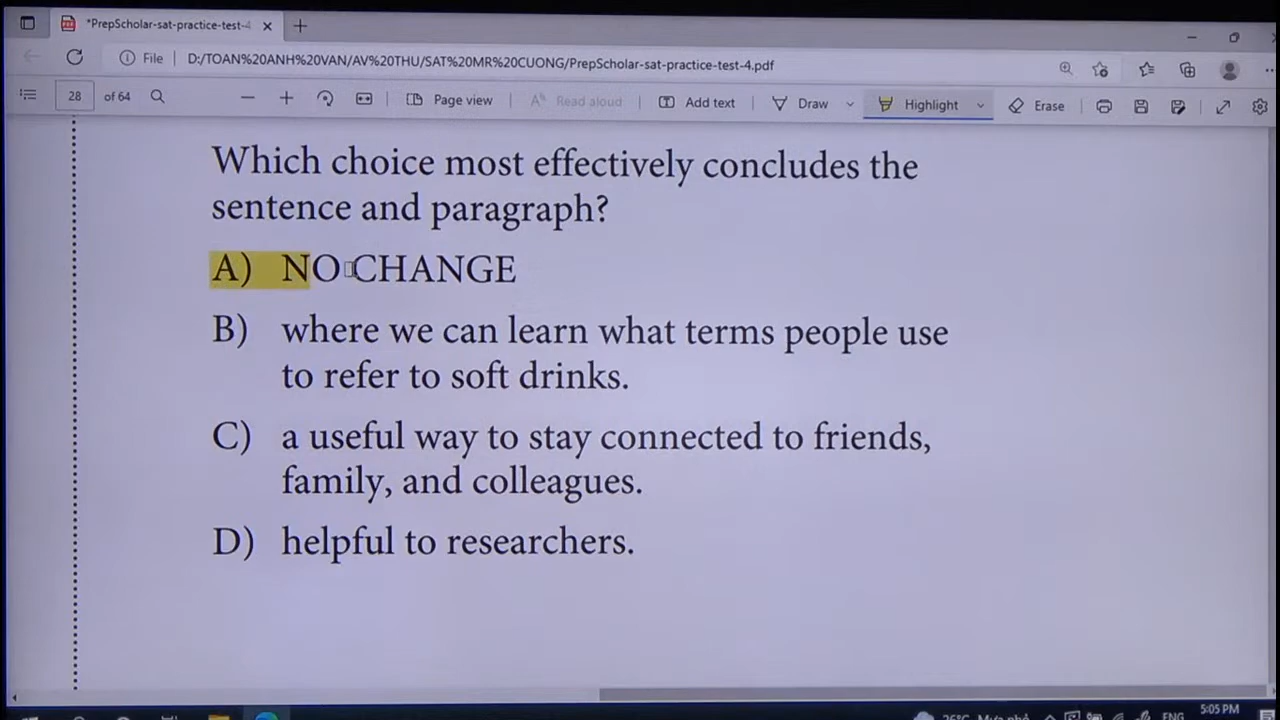 *PrepScholar-sat-practice-test-4
File D:/TOAN%20ANH%20VAN/AV%20THU/SAT%20MR%20CUONG/PrepScholar-sat-practice-test-4.pdf
28 of 64 Page view Read aloud Add text Draw Highlight Erase
Which choice most effectively concludes the
sentence and paragraph?
A) NO CHANGE
B) where we can learn what terms people use
to refer to soft drinks.
C) a useful way to stay connected to friends,
family, and colleagues.
D) helpful to researchers.
ENG 5:05 PM